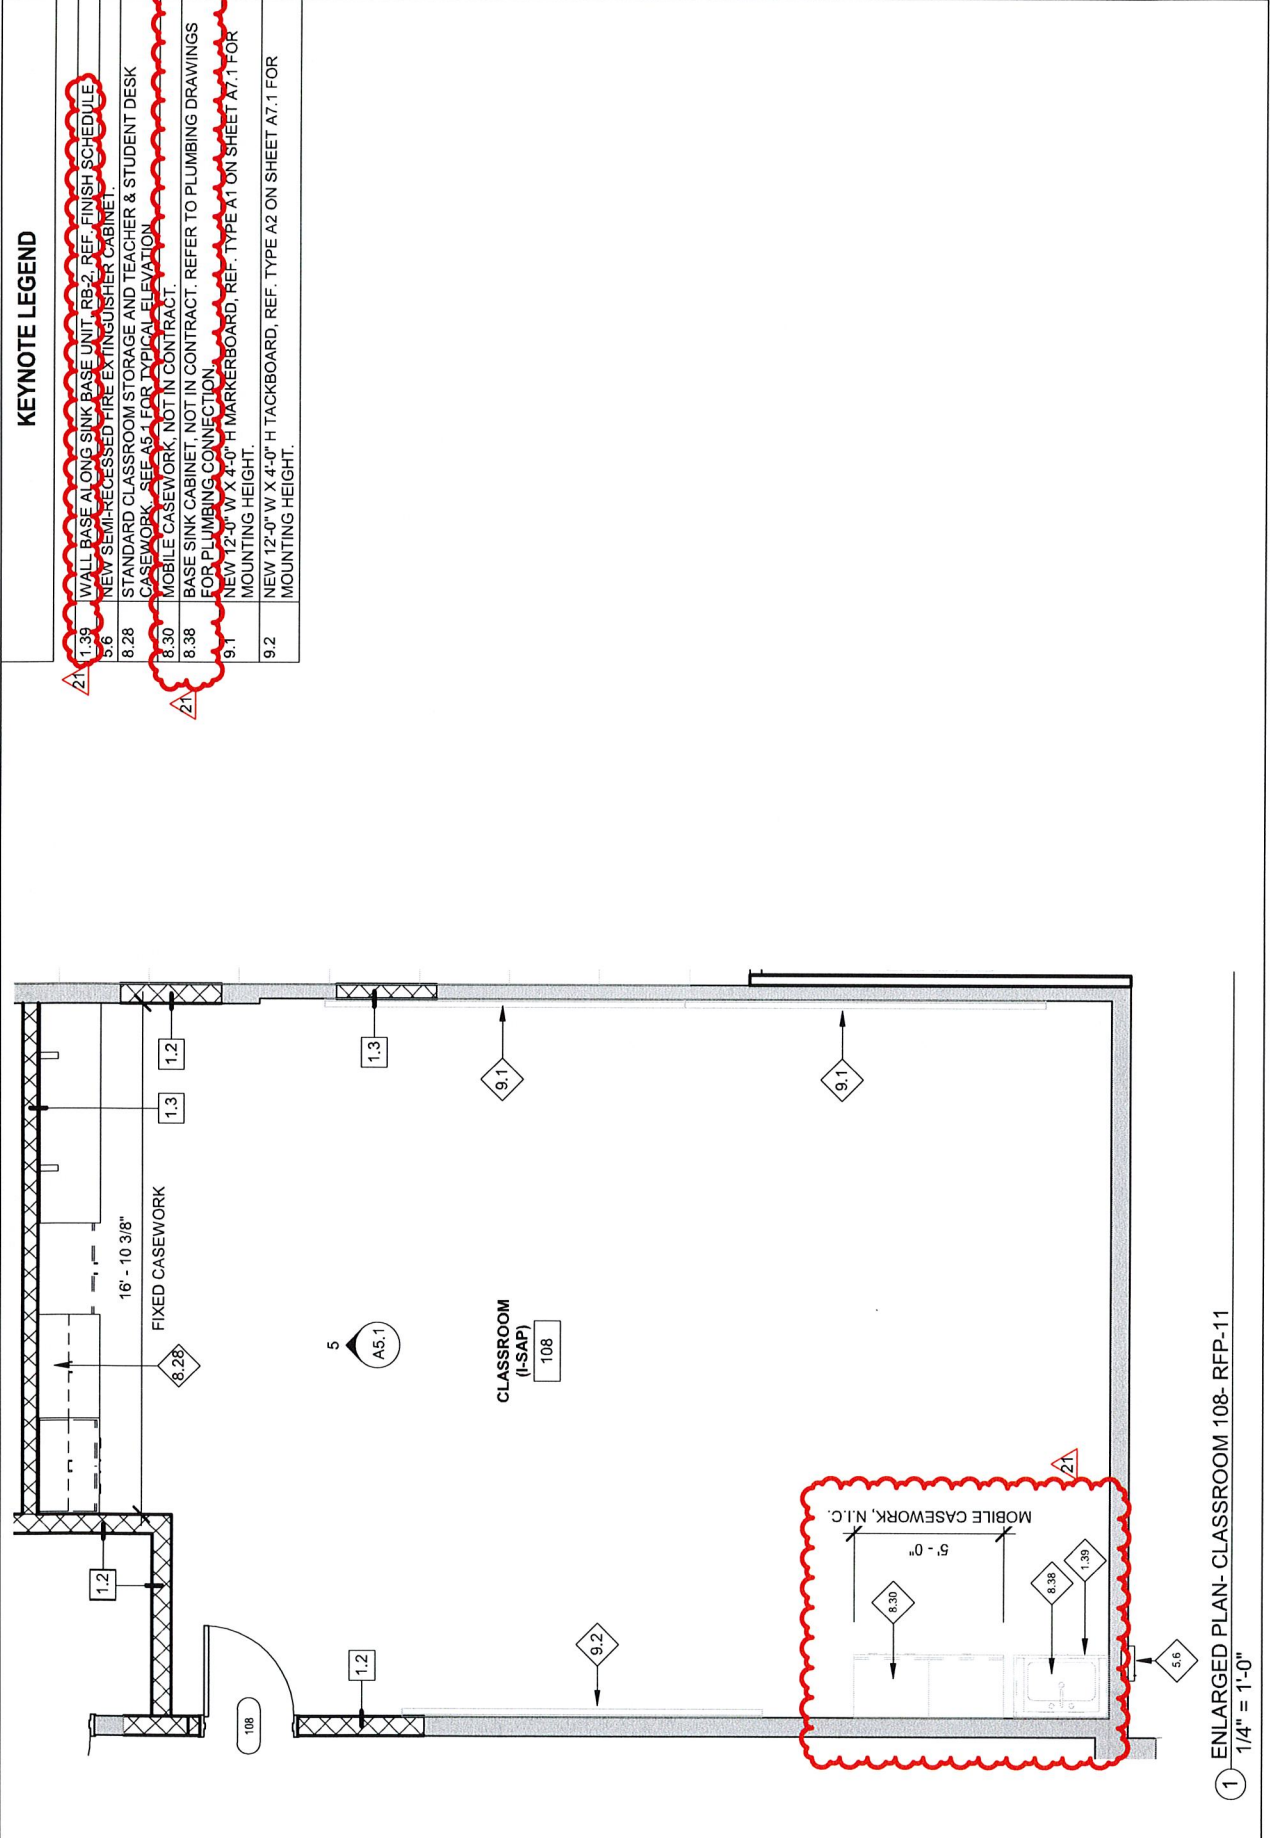 KEYNOTE LEGEND
1.39 WALL BASE ALONG SINK BASE UNIT, RB-2, REF. FINISH SCHEDULE.
5.6 NEW SEMI-RECESSED FIRE EXTINGUISHER CABINET.
8.28 STANDARD CLASSROOM STORAGE AND TEACHER & STUDENT DESK
CASEWORK. SEE A5.1 FOR TYPICAL ELEVATION
8.30 MOBILE CASEWORK, NOT IN CONTRACT.
8.38 BASE SINK CABINET, NOT IN CONTRACT. REFER TO PLUMBING DRAWINGS
FOR PLUMBING CONNECTION.
9.1 NEW 12'-0" W X 4'-0" H MARKERBOARD, REF. TYPE A1 ON SHEET A7.1 FOR
MOUNTING HEIGHT.
9.2 NEW 12'-0" W X 4'-0" H TACKBOARD, REF. TYPE A2 ON SHEET A7.1 FOR
MOUNTING HEIGHT.
21
21
1.3
1.2
16' - 10 3/8"
FIXED CASEWORK
8.28
1.2
1.3
5
A5.1
9.1
9.1
CLASSROOM
(I-SAP)
108
108
1.2
9.2
21
MOBILE CASEWORK, N.I.C.
5' - 0"
8.30
8.38
1.39
5.6
1 ENLARGED PLAN- CLASSROOM 108- RFP-11
1/4" = 1'-0"